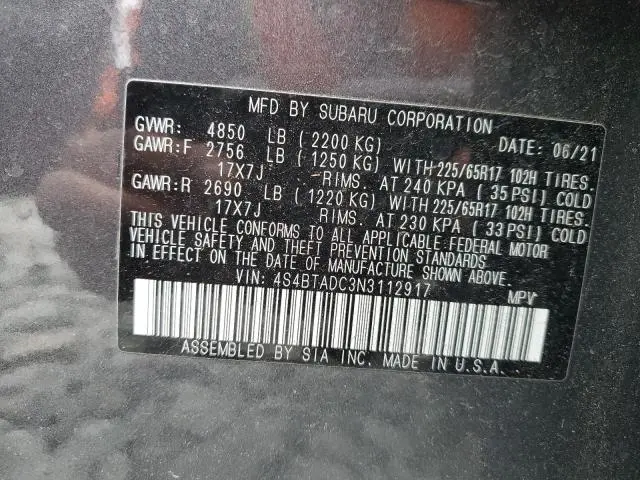 MFD BY SUBARU CORPORATION
GVWR: 4850 LB (2200 KG) DATE: 06/21
GAWR:F 2756 LB (1250 KG) WITH 225/65R17 102H TIRES.
17X7J RIMS. AT 240 KPA (35 PSI) COLD
GAWR:R 2690 LB (1220 KG) WITH 225/65R17 102H TIRES.
17X7J RIMS. AT 230 KPA (33 PSI) COLD
THIS VEHICLE CONFORMS TO ALL APPLICABLE FEDERAL MOTOR
VEHICLE SAFETY AND THEFT PREVENTION STANDARDS
IN EFFECT ON THE DATE OF MANUFACTURE SHOWN ABOVE.
VIN: 4S4BTADC3N3112917 MPV
ASSEMBLED BY SIA INC. MADE IN U.S.A.